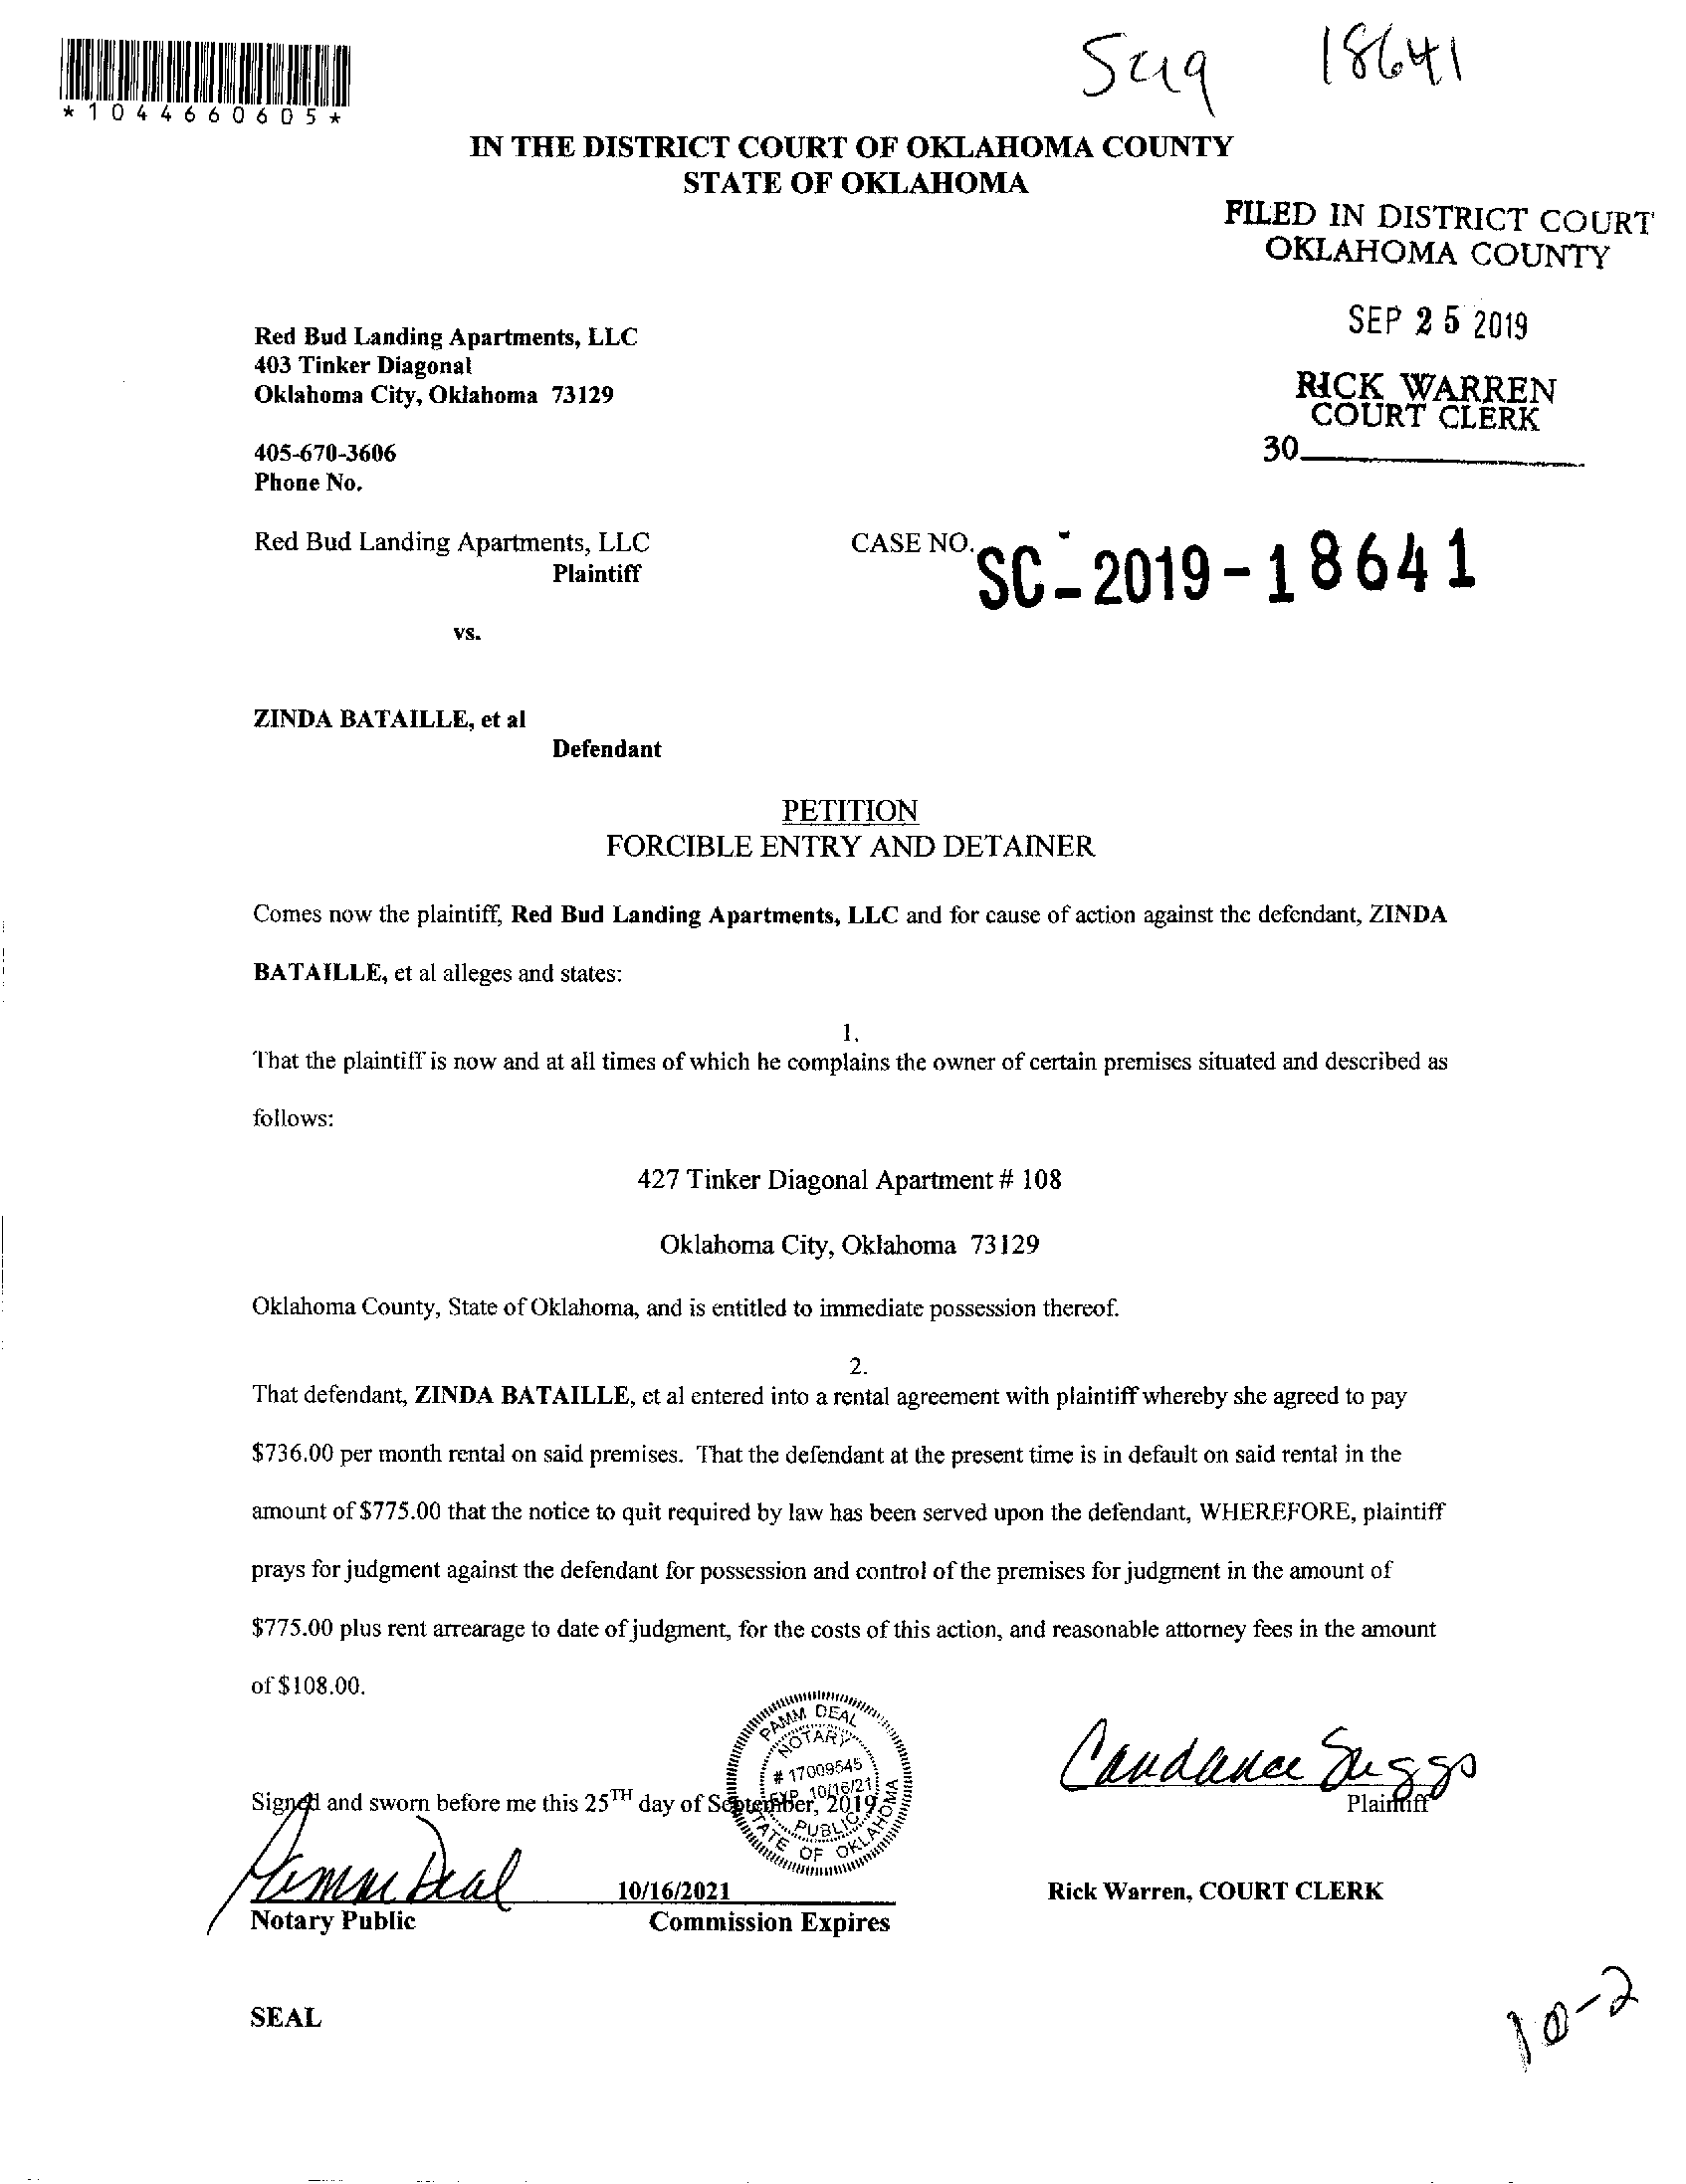 18641
*1044660605*
IN THE DISTRICT COURT OF OKLAHOMA COUNTY
STATE OF OKLAHOMA
FILED IN DISTRICT COURT
OKLAHOMA COUNTY
SEP 25 2019
RICK WARREN
COURT CLERK
30
Red Bud Landing Apartments, LLC
403 Tinker Diagonal
Oklahoma City, Oklahoma 73129
405-670-3606
Phone No.
Red Bud Landing Apartments, LLC
Plaintiff
CASE NO. SC-2019-18641
vs.
ZINDA BATAILLE, et al
Defendant
PETITION
FORCIBLE ENTRY AND DETAINER
Comes now the plaintiff, Red Bud Landing Apartments, LLC and for cause of action against the defendant, ZINDA
BATAILLE, et al alleges and states:
1.
That the plaintiff is now and at all times of which he complains the owner of certain premises situated and described as
follows:
427 Tinker Diagonal Apartment # 108
Oklahoma City, Oklahoma 73129
Oklahoma County, State of Oklahoma, and is entitled to immediate possession thereof.
2.
That defendant, ZINDA BATAILLE, et al entered into a rental agreement with plaintiff whereby she agreed to pay
$736.00 per month rental on said premises. That the defendant at the present time is in default on said rental in the
amount of $775.00 that the notice to quit required by law has been served upon the defendant, WHEREFORE, plaintiff
prays for judgment against the defendant for possession and control of the premises for judgment in the amount of
$775.00 plus rent arrearage to date of judgment, for the costs of this action, and reasonable attorney fees in the amount
of $108.00.
PAMM DEAL
NOTARY
# 17009545
EXP. 10/16/21
PUBLIC
STATE OF OKLAHOMA
Candance Suggs
Plaintiff
Signed and sworn before me this 25TH day of September, 2019.
Pamm Deal
10/16/2021
Notary Public
Commission Expires
Rick Warren, COURT CLERK
SEAL
10-2